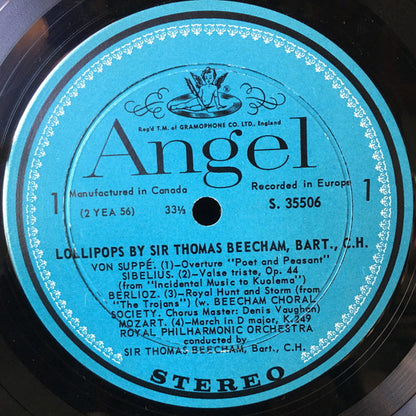 Reg'd T.M. of GRAMOPHONE CO. LTD., England
Angel
1 Manufactured in Canada Recorded in Europe 1
(2 YEA 56) 33⅓ S. 35506
LOLLIPOPS BY SIR THOMAS BEECHAM, BART., C.H.
VON SUPPÉ. (1)-Overture "Poet and Peasant"
SIBELIUS. (2)-Valse triste, Op. 44
(from "Incidental Music to Kuolema")
BERLIOZ. (3)-Royal Hunt and Storm (from
"The Trojans") (w. BEECHAM CHORAL
SOCIETY. Chorus Master: Denis Vaughan)
MOZART. (4)-March in D major, K.249
ROYAL PHILHARMONIC ORCHESTRA
conducted by
SIR THOMAS BEECHAM, Bart., C.H.
STEREO